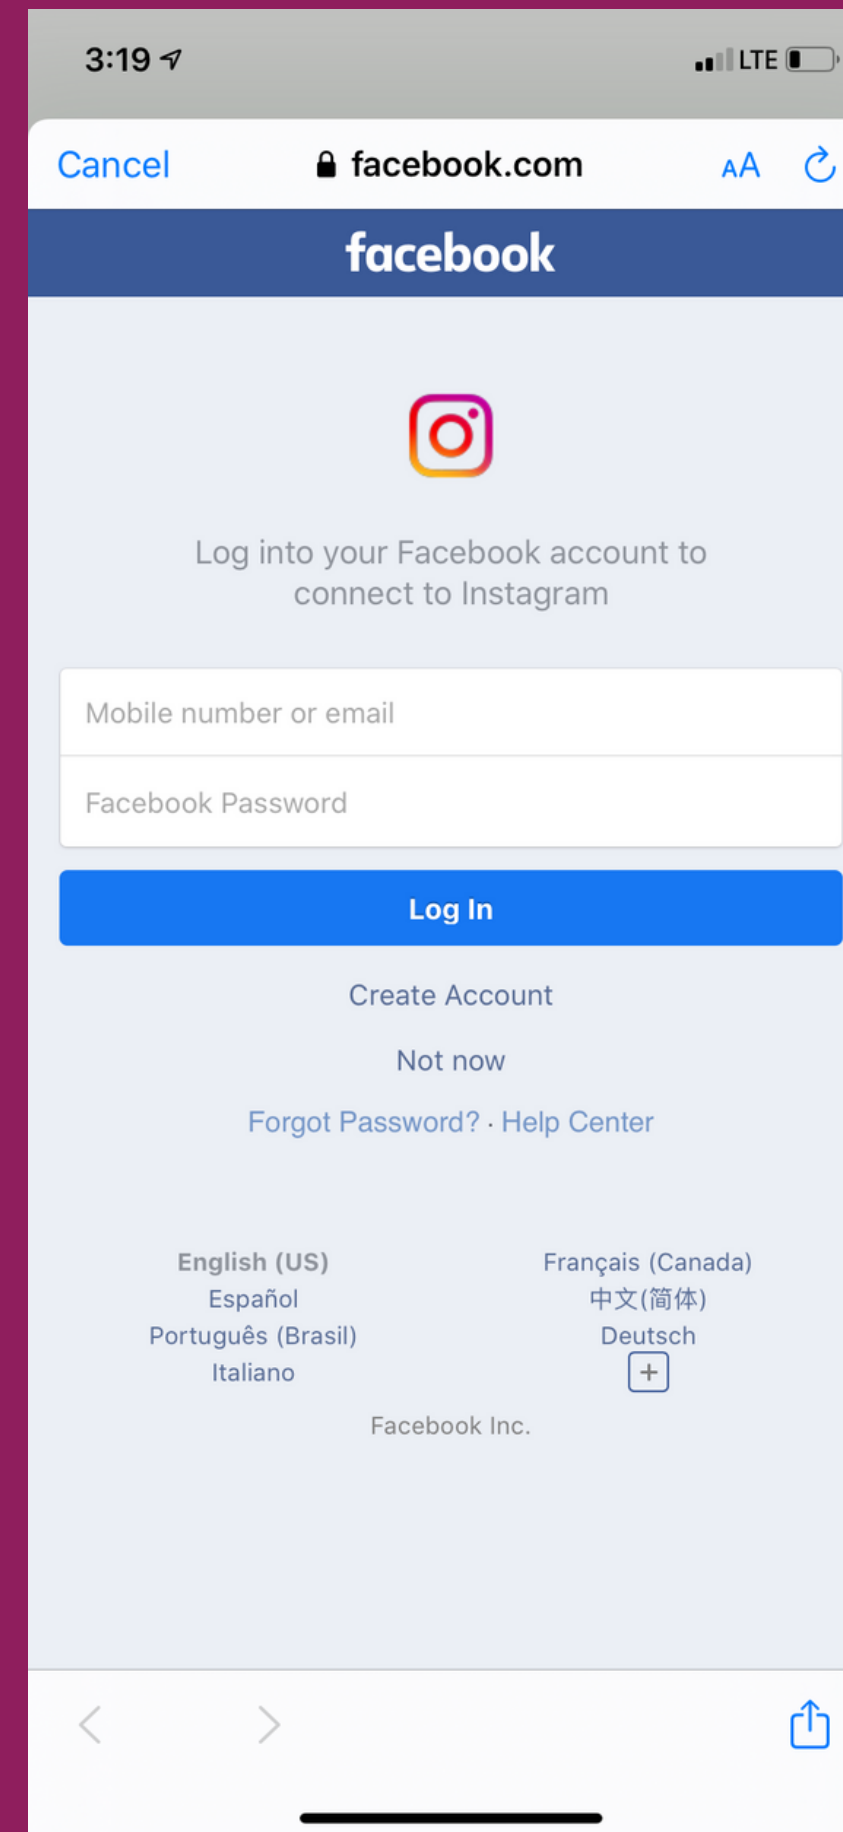 3:19 LTE
Cancel facebook.com AA
facebook
Log into your Facebook account to
connect to Instagram
Mobile number or email
Facebook Password
Log In
Create Account
Not now
Forgot Password? · Help Center
English (US) Français (Canada)
Español 中文(简体)
Português (Brasil) Deutsch
Italiano +
Facebook Inc.